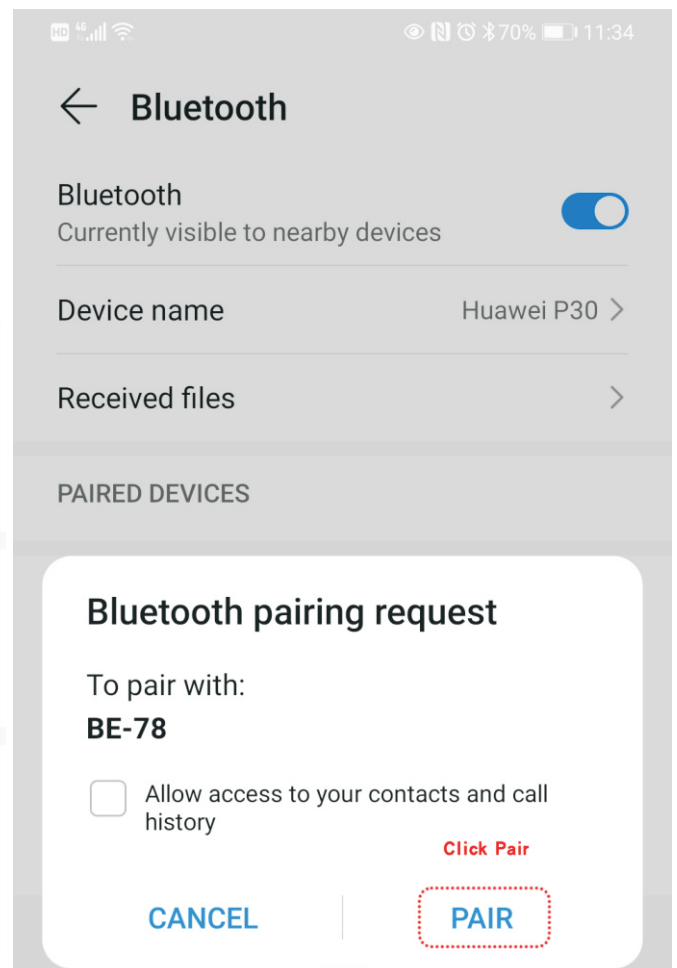 HD 4G 70% 11:34
Bluetooth
Bluetooth
Currently visible to nearby devices
Device name Huawei P30
Received files
PAIRED DEVICES
Bluetooth pairing request
To pair with:
BE-78
Allow access to your contacts and call
history
Click Pair
CANCEL PAIR